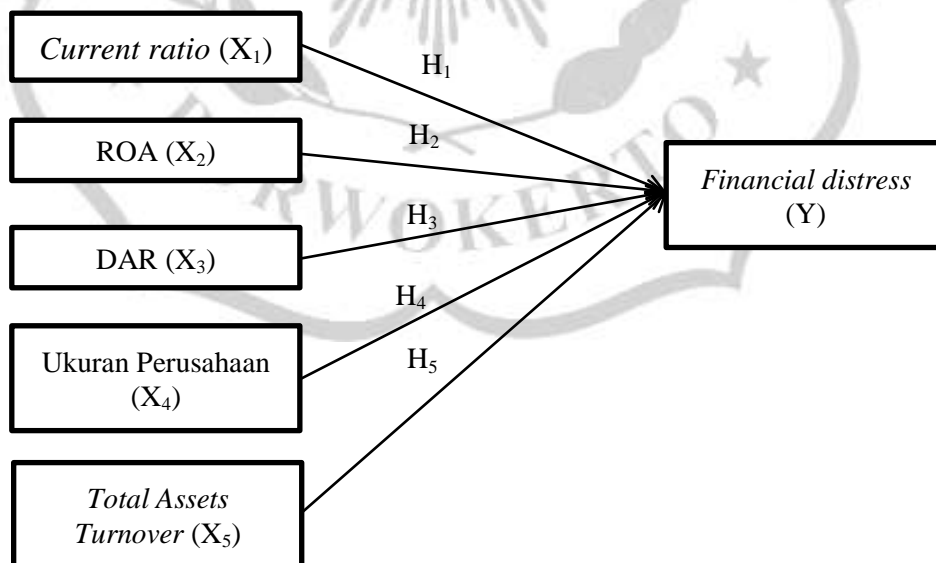 Current ratio (X₁)
H₁
ROA (X₂)
H₂
Financial distress
(Y)
DAR (X₃)
H₃
Ukuran Perusahaan
(X₄)
H₄
Total Assets
Turnover (X₅)
H₅
PURWOKERTO